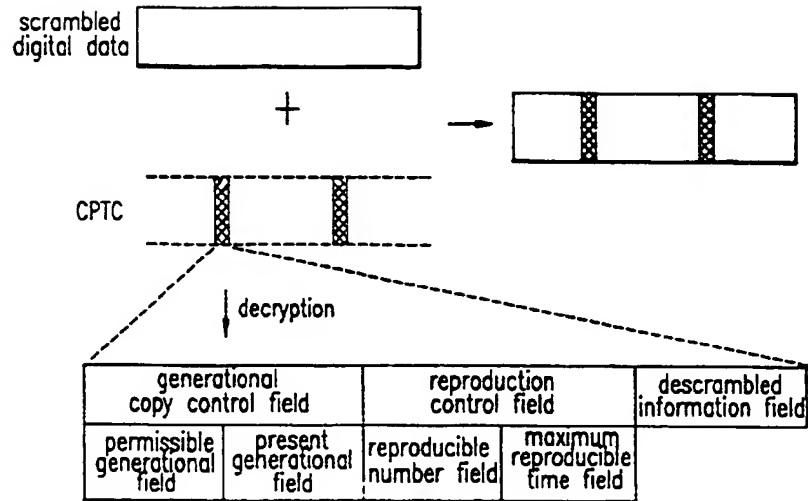 scrambled
digital data
+
CPTC
decryption
generational
copy control field
reproduction
control field
descrambled
information field
permissible
generational
field
present
generational
field
reproducible
number field
maximum
reproducible
time field